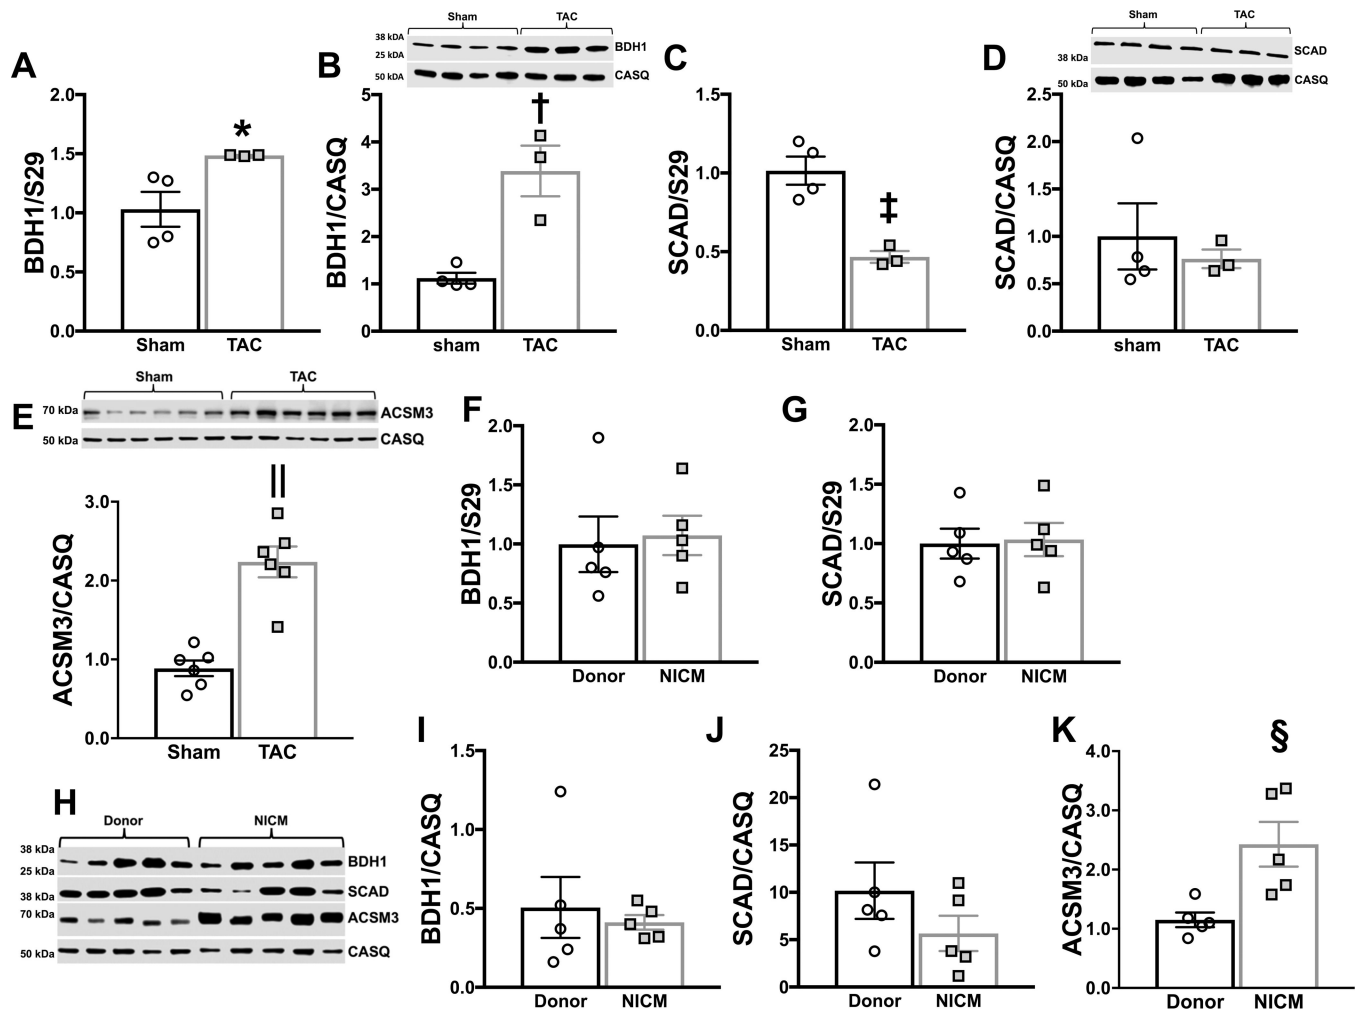 A
BDH1/S29
2.0
1.5
1.0
0.5
0.0
*
Sham TAC
B
Sham TAC
38 kDA
25 kDA
BDH1
50 kDA
CASQ
BDH1/CASQ
5
4
3
2
1
0
†
sham TAC
C
SCAD/S29
1.5
1.0
0.5
0.0
‡
Sham TAC
D
Sham TAC
38 kDa
SCAD
50 kDa
CASQ
SCAD/CASQ
2.5
2.0
1.5
1.0
0.5
0.0
sham TAC
E
Sham TAC
70 kDa
ACSM3
50 kDa
CASQ
ACSM3/CASQ
3.0
2.0
1.0
0.0
||
Sham TAC
F
BDH1/S29
2.0
1.5
1.0
0.5
0.0
Donor NICM
G
SCAD/S29
2.0
1.5
1.0
0.5
0.0
Donor NICM
H
Donor NICM
38 kDa
25 kDa
BDH1
38 kDa
SCAD
70 kDa
ACSM3
50 kDa
CASQ
I
BDH1/CASQ
1.5
1.0
0.5
0.0
Donor NICM
J
SCAD/CASQ
25
20
15
10
5
0
Donor NICM
K
ACSM3/CASQ
4.0
3.0
2.0
1.0
0.0
§
Donor NICM